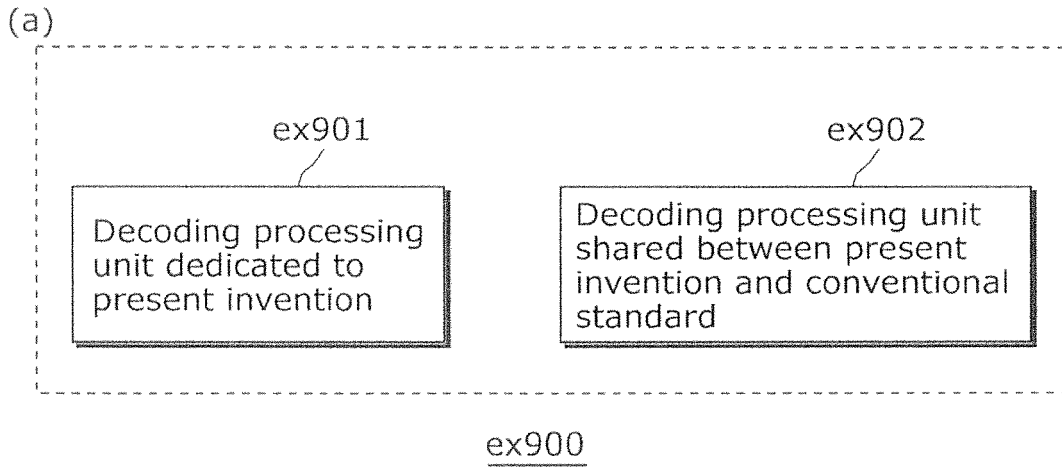 (a)
ex901
ex902
Decoding processing
unit dedicated to
present invention
Decoding processing unit
shared between present
invention and conventional
standard
ex900